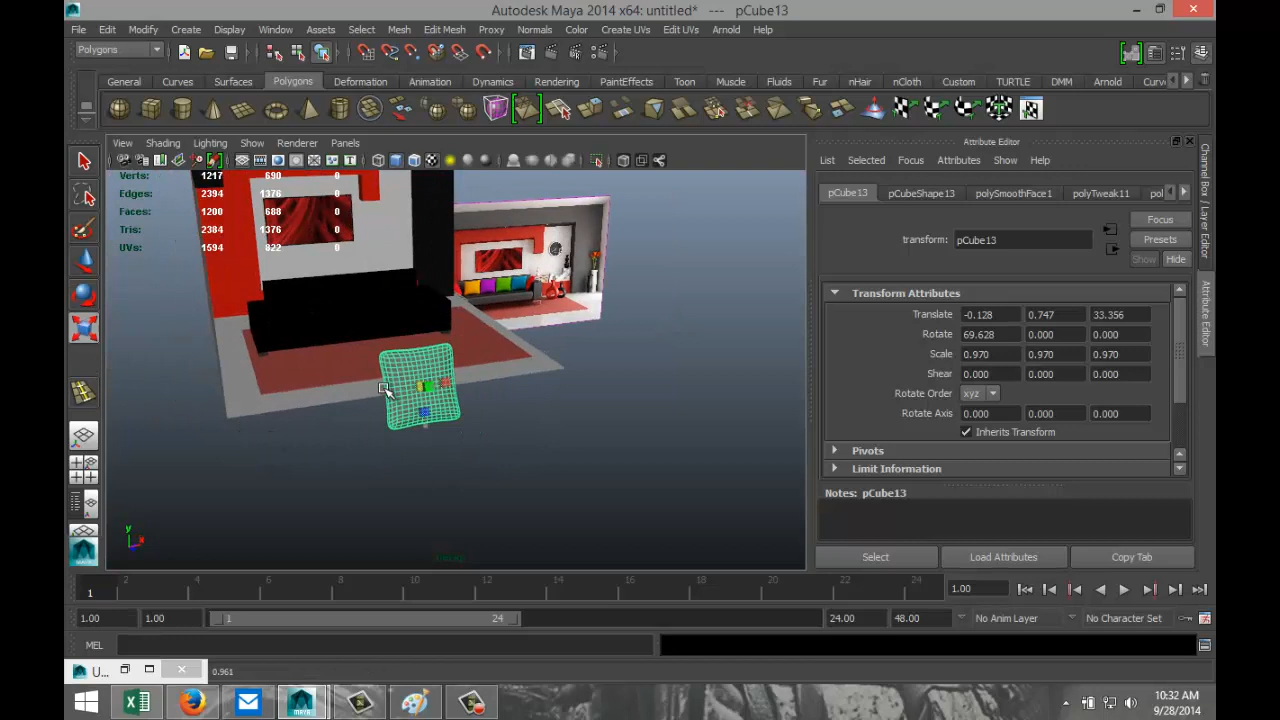 Autodesk Maya 2014 x64: untitled* --- pCube13
File Edit Modify Create Display Window Assets Select Mesh Edit Mesh Proxy Normals Color Create UVs Edit UVs Arnold Help
Polygons
General Curves Surfaces Polygons Deformation Animation Dynamics Rendering PaintEffects Toon Muscle Fluids Fur nHair nCloth Custom TURTLE DMM Arnold Curv
View Shading Lighting Show Renderer Panels
Attribute Editor
List Selected Focus Attributes Show Help
Verts: 1217 690 0
Edges: 2394 1376 0
Faces: 1200 688 0
Tris: 2384 1376 0
UVs: 1594 822 0
pCube13 pCubeShape13 polySmoothFace1 polyTweak11 pol
Focus
transform: pCube13
Presets
Show Hide
Transform Attributes
Translate -0.128 0.747 33.356
Rotate 69.628 0.000 0.000
Scale 0.970 0.970 0.970
Shear 0.000 0.000 0.000
Rotate Order xyz
Rotate Axis 0.000 0.000 0.000
Inherits Transform
Pivots
Limit Information
Notes: pCube13
Select Load Attributes Copy Tab
Channel Box / Layer Editor
Attribute Editor
y
1 2 4 6 8 10 12 14 16 18 20 22 24
1.00
1.00 1.00 1 24 24.00 48.00 No Anim Layer No Character Set
MEL
U... 0.961
10:32 AM
9/28/2014